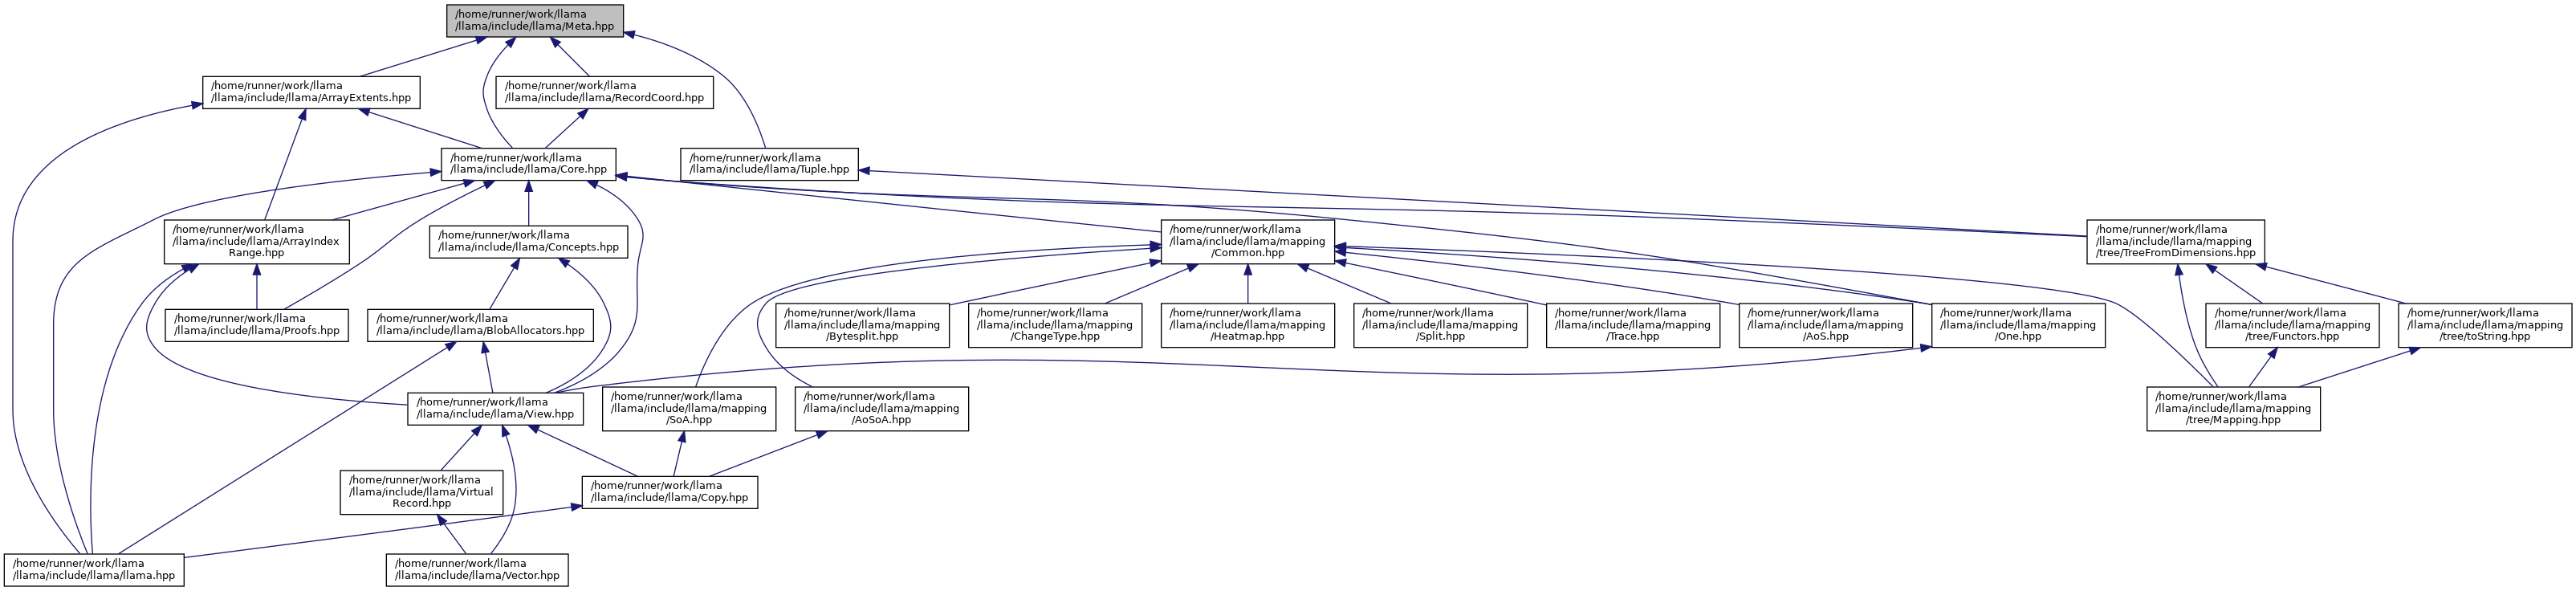 /home/runner/work/llama
/llama/include/llama/Meta.hpp
/home/runner/work/llama
/llama/include/llama/ArrayExtents.hpp
/home/runner/work/llama
/llama/include/llama/RecordCoord.hpp
/home/runner/work/llama
/llama/include/llama/Core.hpp
/home/runner/work/llama
/llama/include/llama/Tuple.hpp
/home/runner/work/llama
/llama/include/llama/ArrayIndex
Range.hpp
/home/runner/work/llama
/llama/include/llama/Concepts.hpp
/home/runner/work/llama
/llama/include/llama/mapping
/Common.hpp
/home/runner/work/llama
/llama/include/llama/mapping
/tree/TreeFromDimensions.hpp
/home/runner/work/llama
/llama/include/llama/Proofs.hpp
/home/runner/work/llama
/llama/include/llama/BlobAllocators.hpp
/home/runner/work/llama
/llama/include/llama/mapping
/Bytesplit.hpp
/home/runner/work/llama
/llama/include/llama/mapping
/ChangeType.hpp
/home/runner/work/llama
/llama/include/llama/mapping
/Heatmap.hpp
/home/runner/work/llama
/llama/include/llama/mapping
/Split.hpp
/home/runner/work/llama
/llama/include/llama/mapping
/Trace.hpp
/home/runner/work/llama
/llama/include/llama/mapping
/AoS.hpp
/home/runner/work/llama
/llama/include/llama/mapping
/One.hpp
/home/runner/work/llama
/llama/include/llama/mapping
/tree/Functors.hpp
/home/runner/work/llama
/llama/include/llama/mapping
/tree/toString.hpp
/home/runner/work/llama
/llama/include/llama/View.hpp
/home/runner/work/llama
/llama/include/llama/mapping
/SoA.hpp
/home/runner/work/llama
/llama/include/llama/mapping
/AoSoA.hpp
/home/runner/work/llama
/llama/include/llama/mapping
/tree/Mapping.hpp
/home/runner/work/llama
/llama/include/llama/Virtual
Record.hpp
/home/runner/work/llama
/llama/include/llama/Copy.hpp
/home/runner/work/llama
/llama/include/llama/llama.hpp
/home/runner/work/llama
/llama/include/llama/Vector.hpp